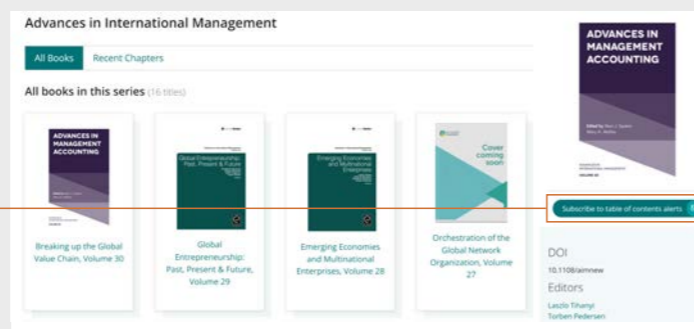 Advances in International Management
All Books
Recent Chapters
All books in this series (16 titles)
ADVANCES IN
MANAGEMENT
ACCOUNTING
Breaking up the Global
Value Chain, Volume 30
Global Entrepreneurship:
Past, Present & Future
Global
Entrepreneurship:
Past, Present & Future,
Volume 29
Emerging Economies
and Multinational
Enterprises
Emerging Economies
and Multinational
Enterprises, Volume 28
Cover
coming
soon
Orchestration of the
Global Network
Organization, Volume
27
ADVANCES IN
MANAGEMENT
ACCOUNTING
Subscribe to table of contents alerts
DOI
10.1108/aimnew
Editors
Laszlo Tihanyi
Torben Pedersen